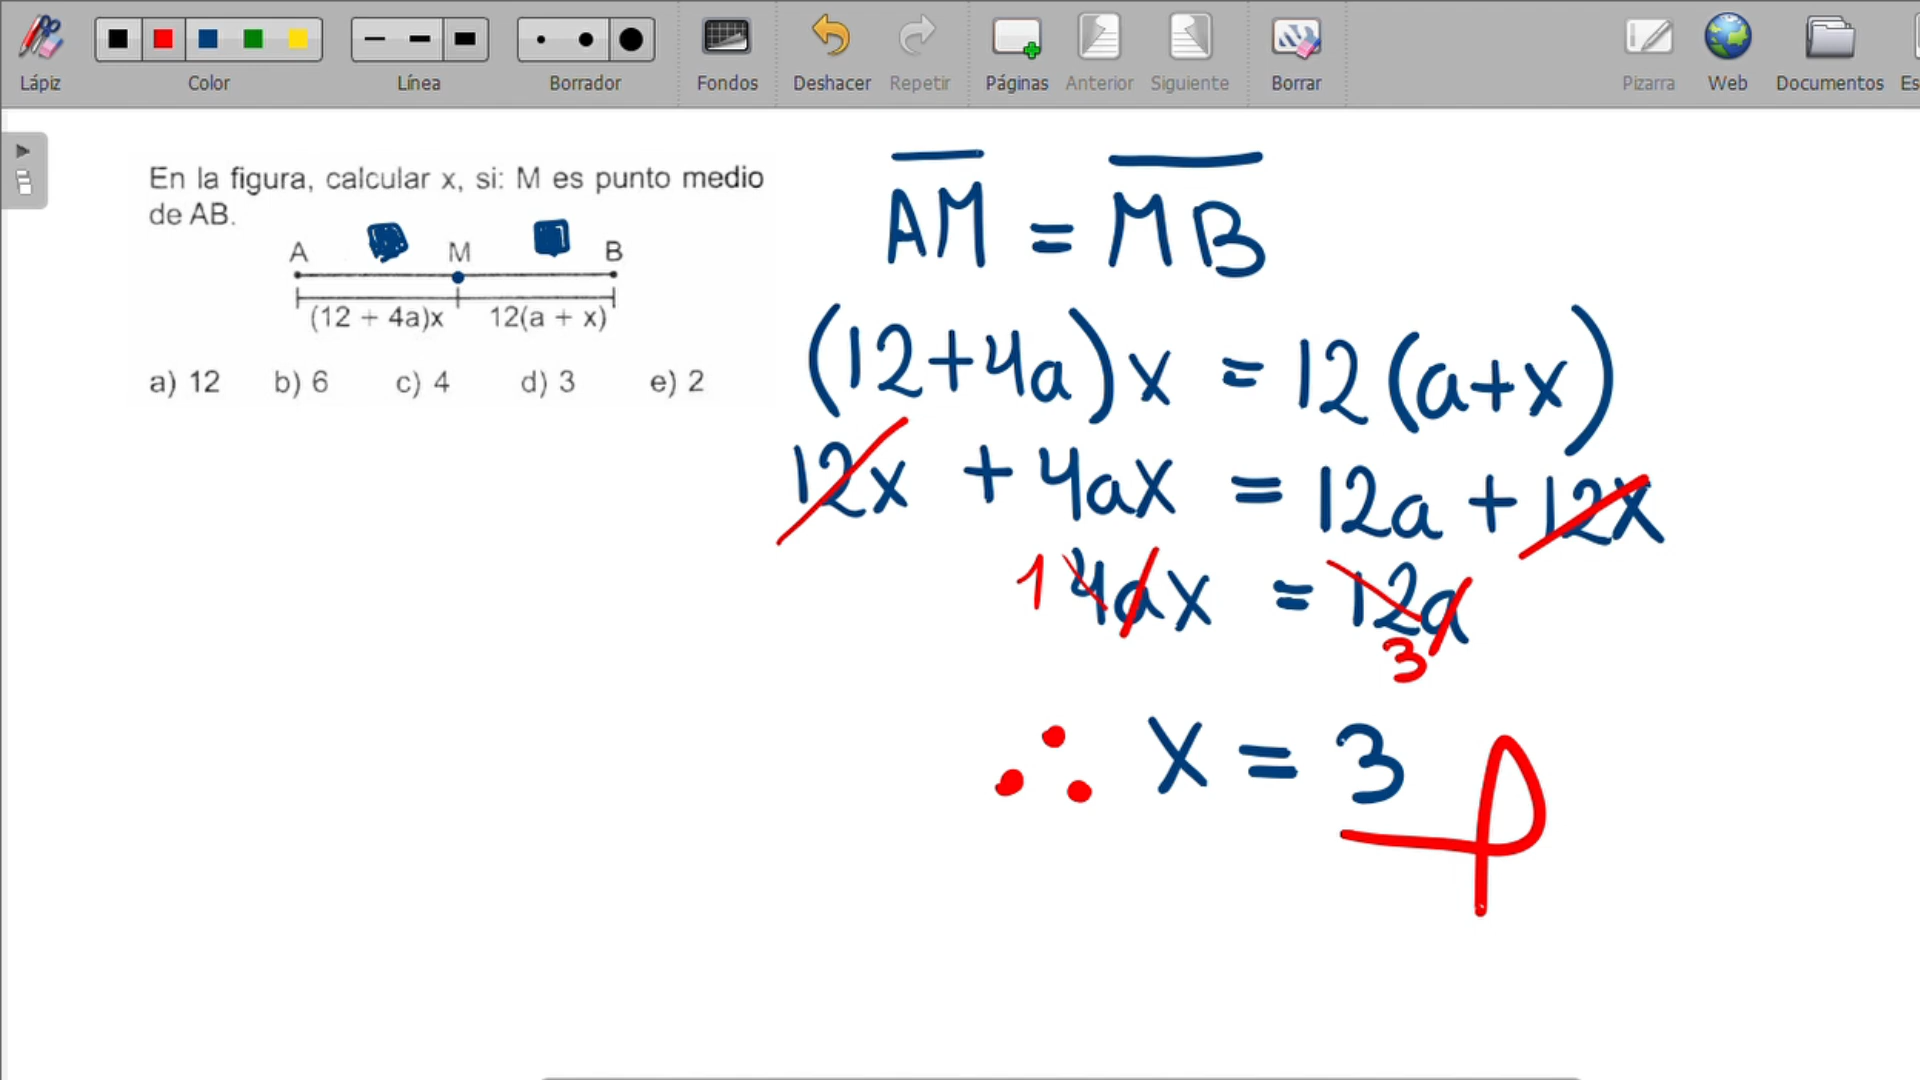 Lápiz
Color
Línea
Borrador
Fondos
Deshacer
Repetir
Páginas
Anterior
Siguiente
Borrar
Pizarra
Web
Documentos
Es
En la figura, calcular x, si: M es punto medio
de AB.
A M B
(12 + 4a)x 12(a + x)
a) 12 b) 6 c) 4 d) 3 e) 2
AM = MB
(12+4a)x = 12(a+x)
12x + 4ax = 12a + 12x
1 4ax = 12a
3
∴ x = 3